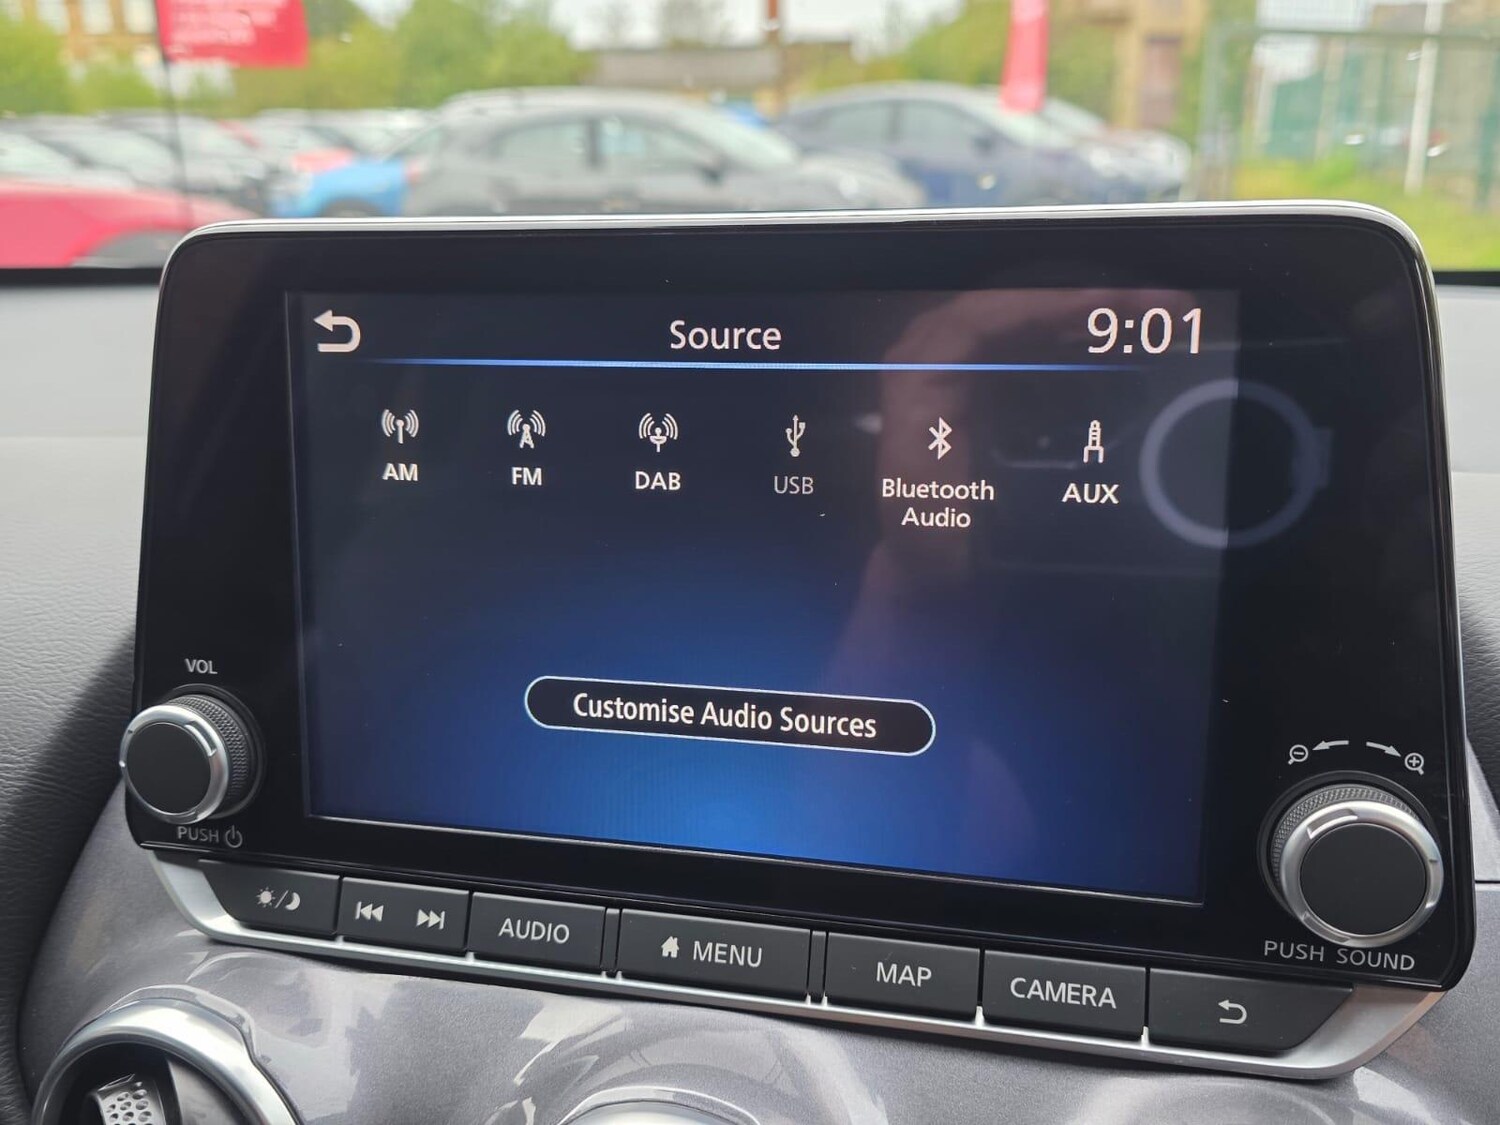 Source
9:01
AM
FM
DAB
USB
Bluetooth
Audio
AUX
Customise Audio Sources
VOL
PUSH
PUSH SOUND
AUDIO
MENU
MAP
CAMERA